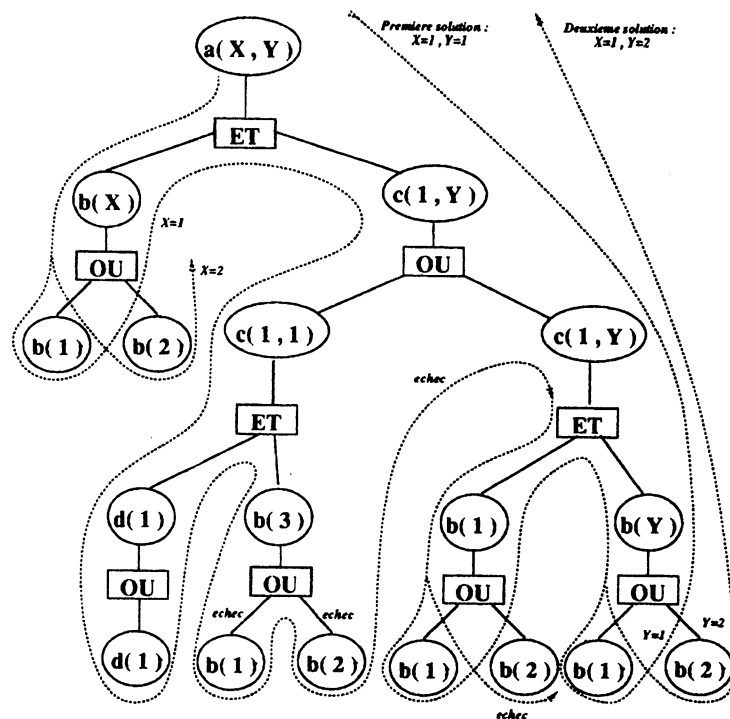 Premiere solution :
X=1 , Y=1
Deuxieme solution :
X=1 , Y=2
a( X , Y )
ET
b( X )
c( 1 , Y )
X=1
OU
OU
X=2
b( 1 )
b( 2 )
c( 1 , 1 )
c( 1 , Y )
echec
ET
ET
d( 1 )
b( 3 )
b( 1 )
b( Y )
OU
OU
OU
OU
echec
echec
Y=1
Y=2
d( 1 )
b( 1 )
b( 2 )
b( 1 )
b( 2 )
b( 1 )
b( 2 )
echec